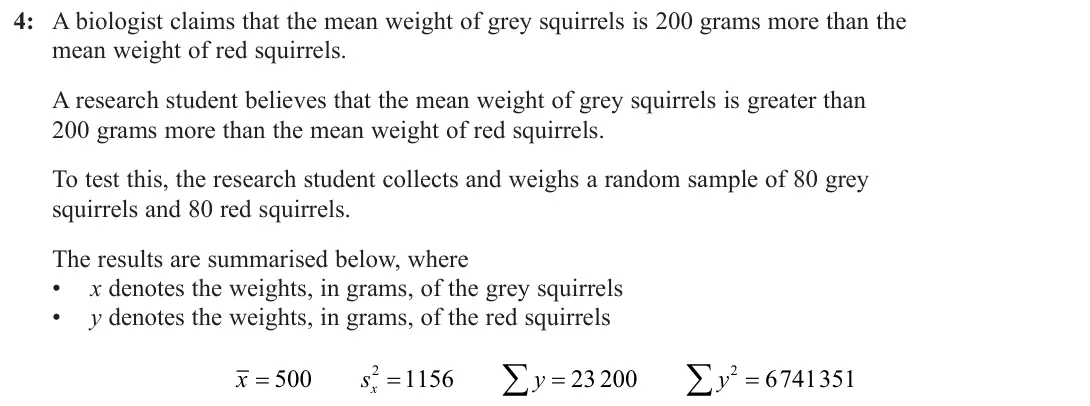 4: A biologist claims that the mean weight of grey squirrels is 200 grams more than the
mean weight of red squirrels.
A research student believes that the mean weight of grey squirrels is greater than
200 grams more than the mean weight of red squirrels.
To test this, the research student collects and weighs a random sample of 80 grey
squirrels and 80 red squirrels.
The results are summarised below, where
• x denotes the weights, in grams, of the grey squirrels
• y denotes the weights, in grams, of the red squirrels
x̄ = 500 s²ₓ = 1156 ∑y = 23 200 ∑y² = 6 741 351